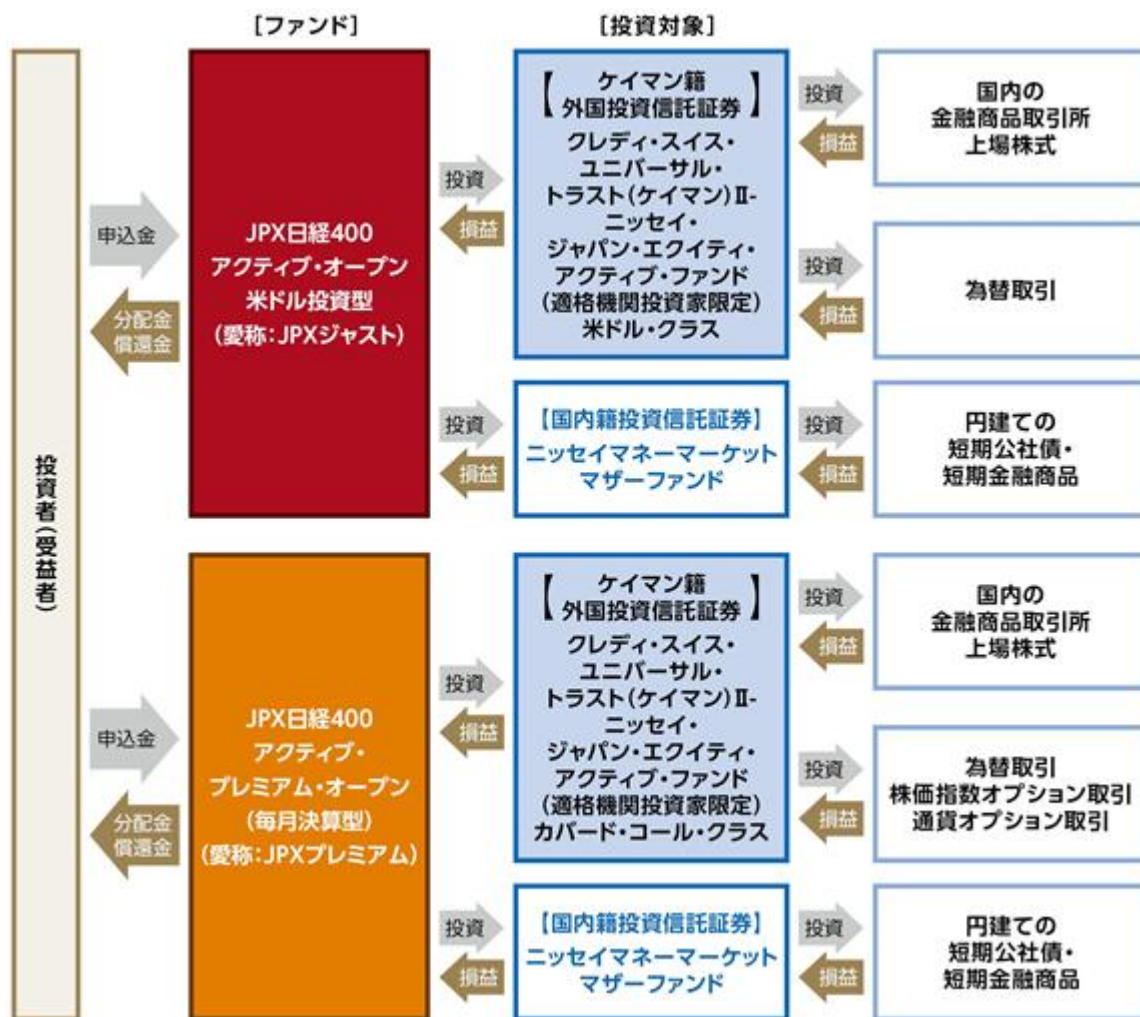 ［ファンド］
［投資対象］
投資者（受益者）
申込金
分配金
償還金
JPX日経400
アクティブ・オープン
米ドル投資型
（愛称：JPXジャスト）
投資
損益
【ケイマン籍
外国投資信託証券】
クレディ・スイス・
ユニバーサル・
トラスト（ケイマン）Ⅱ-
ニッセイ・
ジャパン・エクイティ・
アクティブ・ファンド
（適格機関投資家限定）
米ドル・クラス
投資
損益
国内の
金融商品取引所
上場株式
投資
損益
為替取引
投資
損益
【国内籍投資信託証券】
ニッセイマネーマーケット
マザーファンド
投資
損益
円建ての
短期公社債・
短期金融商品
申込金
分配金
償還金
JPX日経400
アクティブ・
プレミアム・オープン
（毎月決算型）
（愛称：JPXプレミアム）
投資
損益
【ケイマン籍
外国投資信託証券】
クレディ・スイス・
ユニバーサル・
トラスト（ケイマン）Ⅱ-
ニッセイ・
ジャパン・エクイティ・
アクティブ・ファンド
（適格機関投資家限定）
カバード・コール・クラス
投資
損益
国内の
金融商品取引所
上場株式
投資
損益
為替取引
株価指数オプション取引
通貨オプション取引
投資
損益
【国内籍投資信託証券】
ニッセイマネーマーケット
マザーファンド
投資
損益
円建ての
短期公社債・
短期金融商品